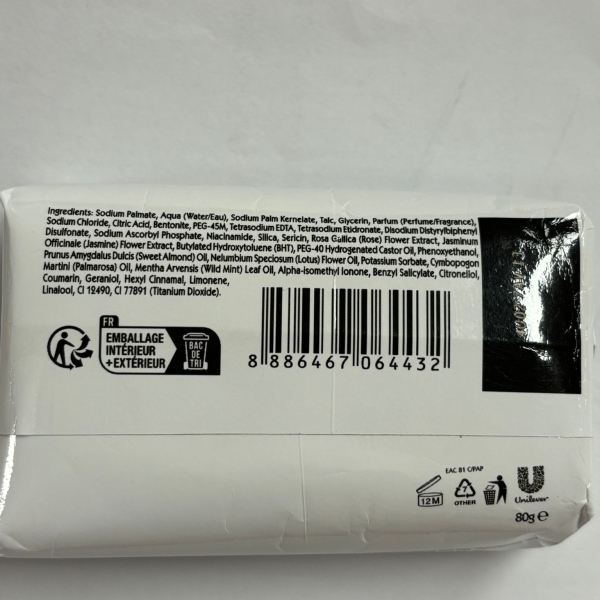 Ingredients: Sodium Palmate, Aqua (Water/Eau), Sodium Palm Kernelate, Talc, Glycerin, Parfum (Perfume/Fragrance),
Sodium Chloride, Citric Acid, Bentonite, PEG-45M, Tetrasodium EDTA, Tetrasodium Etidronate, Disodium Distyrylbiphenyl
Disulfonate, Sodium Ascorbyl Phosphate, Niacinamide, Silica, Sericin, Rosa Gallica (Rose) Flower Extract, Jasminum
Officinale (Jasmine) Flower Extract, Butylated Hydroxytoluene (BHT), PEG-40 Hydrogenated Castor Oil, Phenoxyethanol,
Prunus Amygdalus Dulcis (Sweet Almond) Oil, Nelumbium Speciosum (Lotus) Flower Oil, Potassium Sorbate, Cymbopogon
Martini (Palmarosa) Oil, Mentha Arvensis (Wild Mint) Leaf Oil, Alpha-Isomethyl Ionone, Benzyl Salicylate, Citronellol,
Coumarin, Geraniol, Hexyl Cinnamal, Limonene,
Linalool, CI 12490, CI 77891 (Titanium Dioxide).
FR
EMBALLAGE
INTÉRIEUR
+EXTÉRIEUR
BAC
DE
TRI
8 886467 064432
EAC 81 C/PAP
12M
7
OTHER
Unilever
80g e